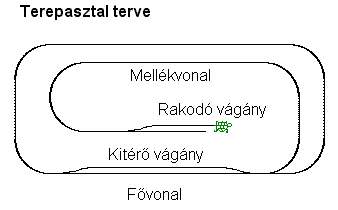 Terepasztal terve
Mellékvonal
Rakodó vágány
Kitérő vágány
Fővonal